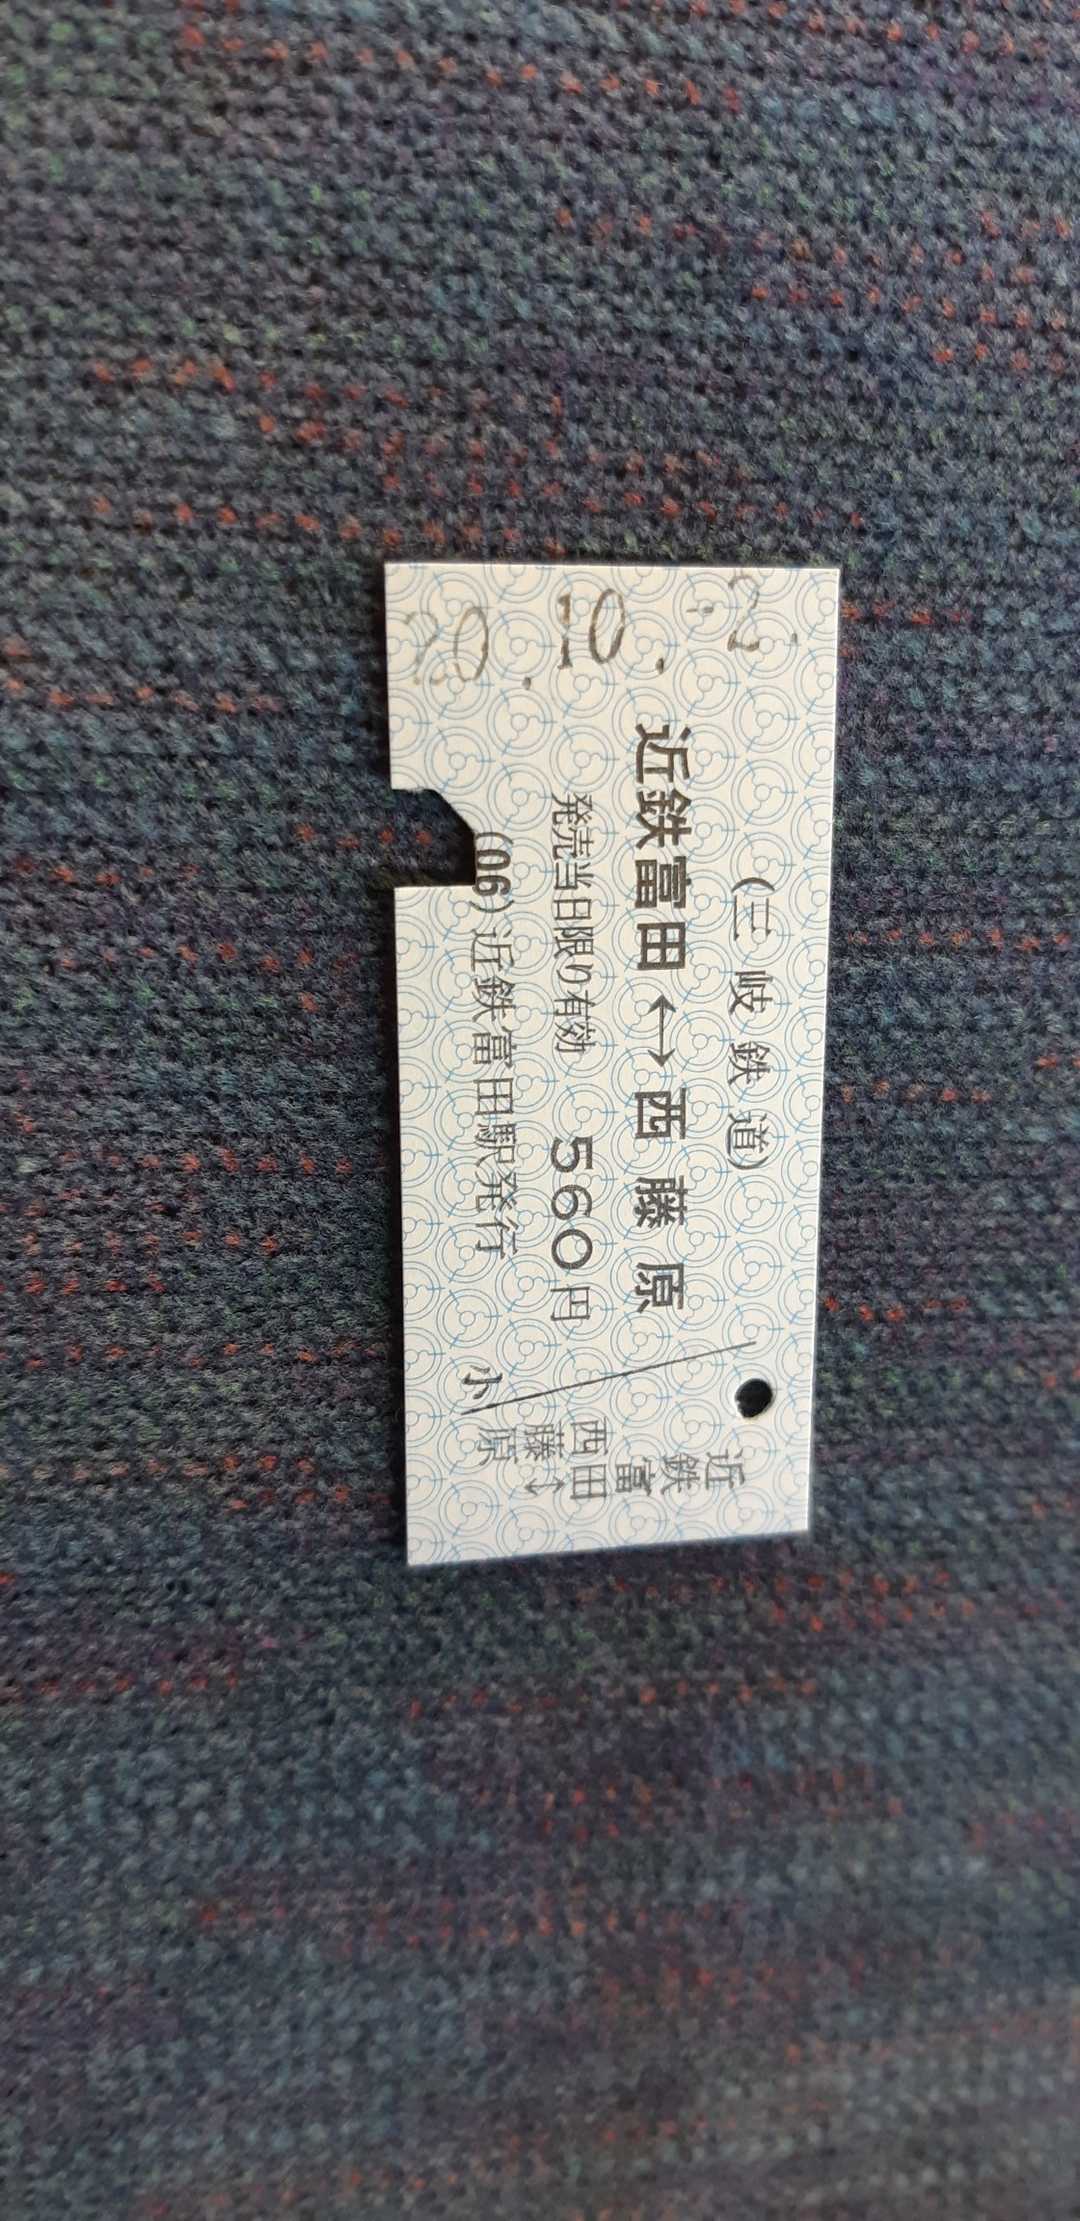 20.10.
(三岐鉄道)
近鉄富田 ↔ 西藤原
発売当日限り有効 560円
(06)近鉄富田駅発行
小
近鉄富田
↔
西藤原